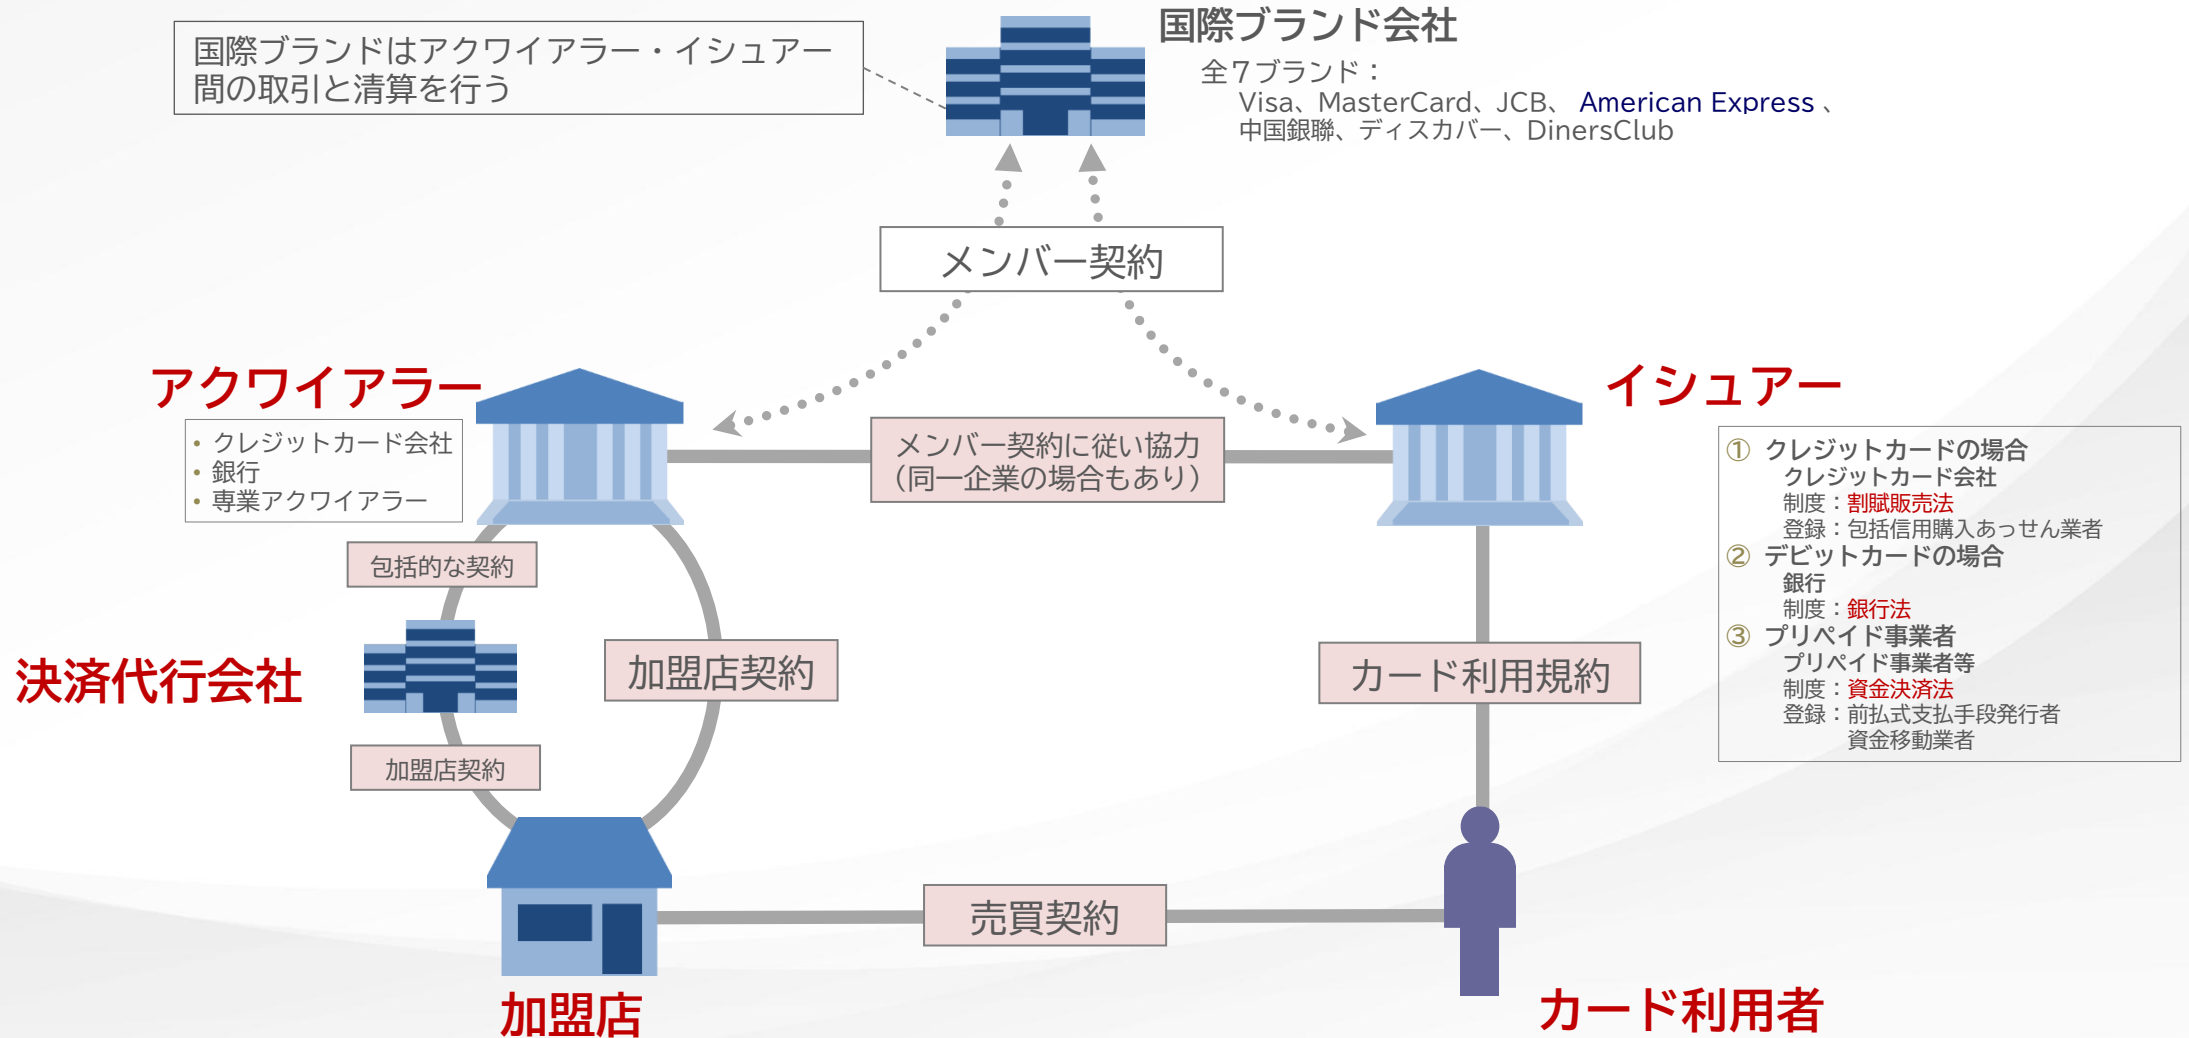 国際ブランドはアクワイアラー・イシュアー
間の取引と清算を行う
国際ブランド会社
全７ブランド：
Visa、MasterCard、JCB、 American Express 、
中国銀聯、ディスカバー、DinersClub
メンバー契約
アクワイアラー
• クレジットカード会社
• 銀行
• 専業アクワイアラー
メンバー契約に従い協力
（同一企業の場合もあり）
イシュアー
① クレジットカードの場合
クレジットカード会社
制度：割賦販売法
登録：包括信用購入あっせん業者
② デビットカードの場合
銀行
制度：銀行法
③ プリペイド事業者
プリペイド事業者等
制度：資金決済法
登録：前払式支払手段発行者
資金移動業者
包括的な契約
決済代行会社
加盟店契約
加盟店契約
カード利用規約
売買契約
加盟店
カード利用者